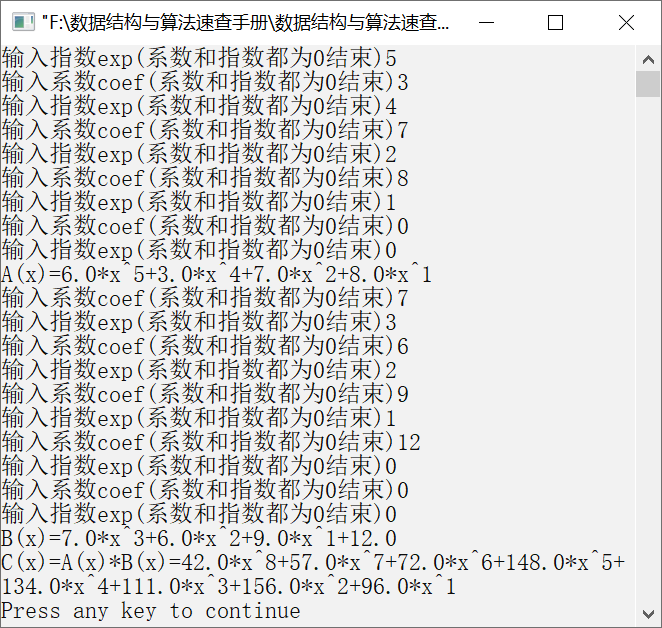 "F:\数据结构与算法速查手册\数据结构与算法速查...
输入指数exp(系数和指数都为0结束)5
输入系数coef(系数和指数都为0结束)3
输入指数exp(系数和指数都为0结束)4
输入系数coef(系数和指数都为0结束)7
输入指数exp(系数和指数都为0结束)2
输入系数coef(系数和指数都为0结束)8
输入指数exp(系数和指数都为0结束)1
输入系数coef(系数和指数都为0结束)0
输入指数exp(系数和指数都为0结束)0
A(x)=6.0*x^5+3.0*x^4+7.0*x^2+8.0*x^1
输入系数coef(系数和指数都为0结束)7
输入指数exp(系数和指数都为0结束)3
输入系数coef(系数和指数都为0结束)6
输入指数exp(系数和指数都为0结束)2
输入系数coef(系数和指数都为0结束)9
输入指数exp(系数和指数都为0结束)1
输入系数coef(系数和指数都为0结束)12
输入指数exp(系数和指数都为0结束)0
输入系数coef(系数和指数都为0结束)0
输入指数exp(系数和指数都为0结束)0
B(x)=7.0*x^3+6.0*x^2+9.0*x^1+12.0
C(x)=A(x)*B(x)=42.0*x^8+57.0*x^7+72.0*x^6+148.0*x^5+
134.0*x^4+111.0*x^3+156.0*x^2+96.0*x^1
Press any key to continue